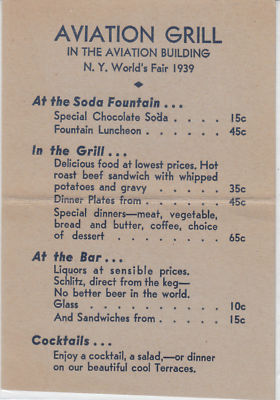 AVIATION GRILL
IN THE AVIATION BUILDING
N. Y. World's Fair 1939
At the Soda Fountain . . .
Special Chocolate Soda . . . . 15c
Fountain Luncheon . . . . . 45c
In the Grill . . .
Delicious food at lowest prices. Hot
roast beef sandwich with whipped
potatoes and gravy . . . . . 35c
Dinner Plates from . . . . . 45c
Special dinners—meat, vegetable,
bread and butter, coffee, choice
of dessert . . . . . . . 65c
At the Bar . . .
Liquors at sensible prices.
Schlitz, direct from the keg—
No better beer in the world.
Glass . . . . . . . . 10c
And Sandwiches from . . . . 15c
Cocktails . . .
Enjoy a cocktail, a salad,—or dinner
on our beautiful cool Terraces.